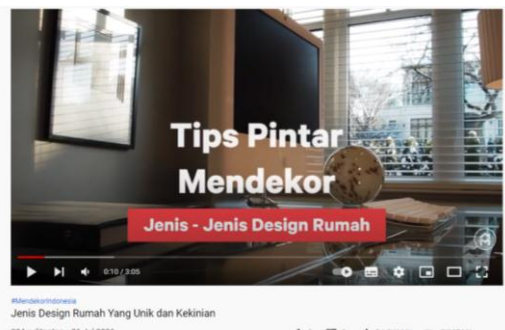 Tips Pintar
Mendekor
Jenis - Jenis Design Rumah
0:10 / 3:05
#MendekorIndonesia
Jenis Design Rumah Yang Unik dan Kekinian